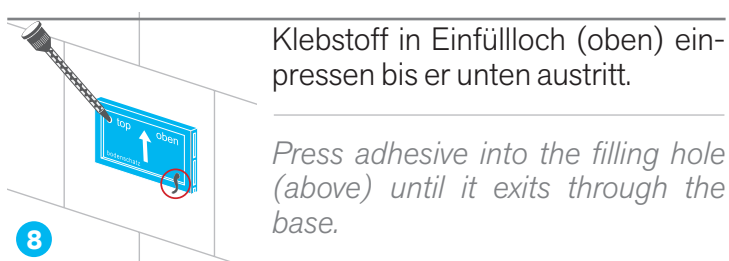 Klebstoff in Einfüllloch (oben) ein-
pressen bis er unten austritt.
Press adhesive into the filling hole
(above) until it exits through the
base.
top
oben
bodenschatz
8